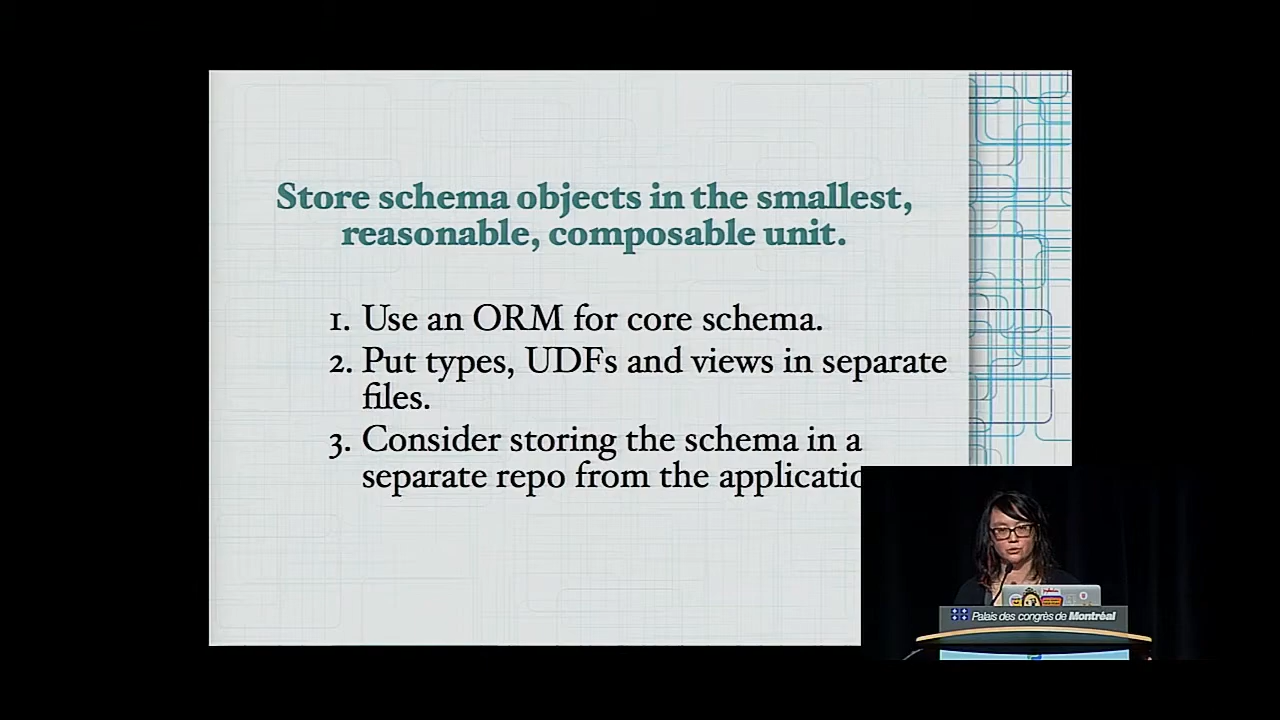 Store schema objects in the smallest,
reasonable, composable unit.
1. Use an ORM for core schema.
2. Put types, UDFs and views in separate
files.
3. Consider storing the schema in a
separate repo from the applicatio
Palais des congrès de Montréal